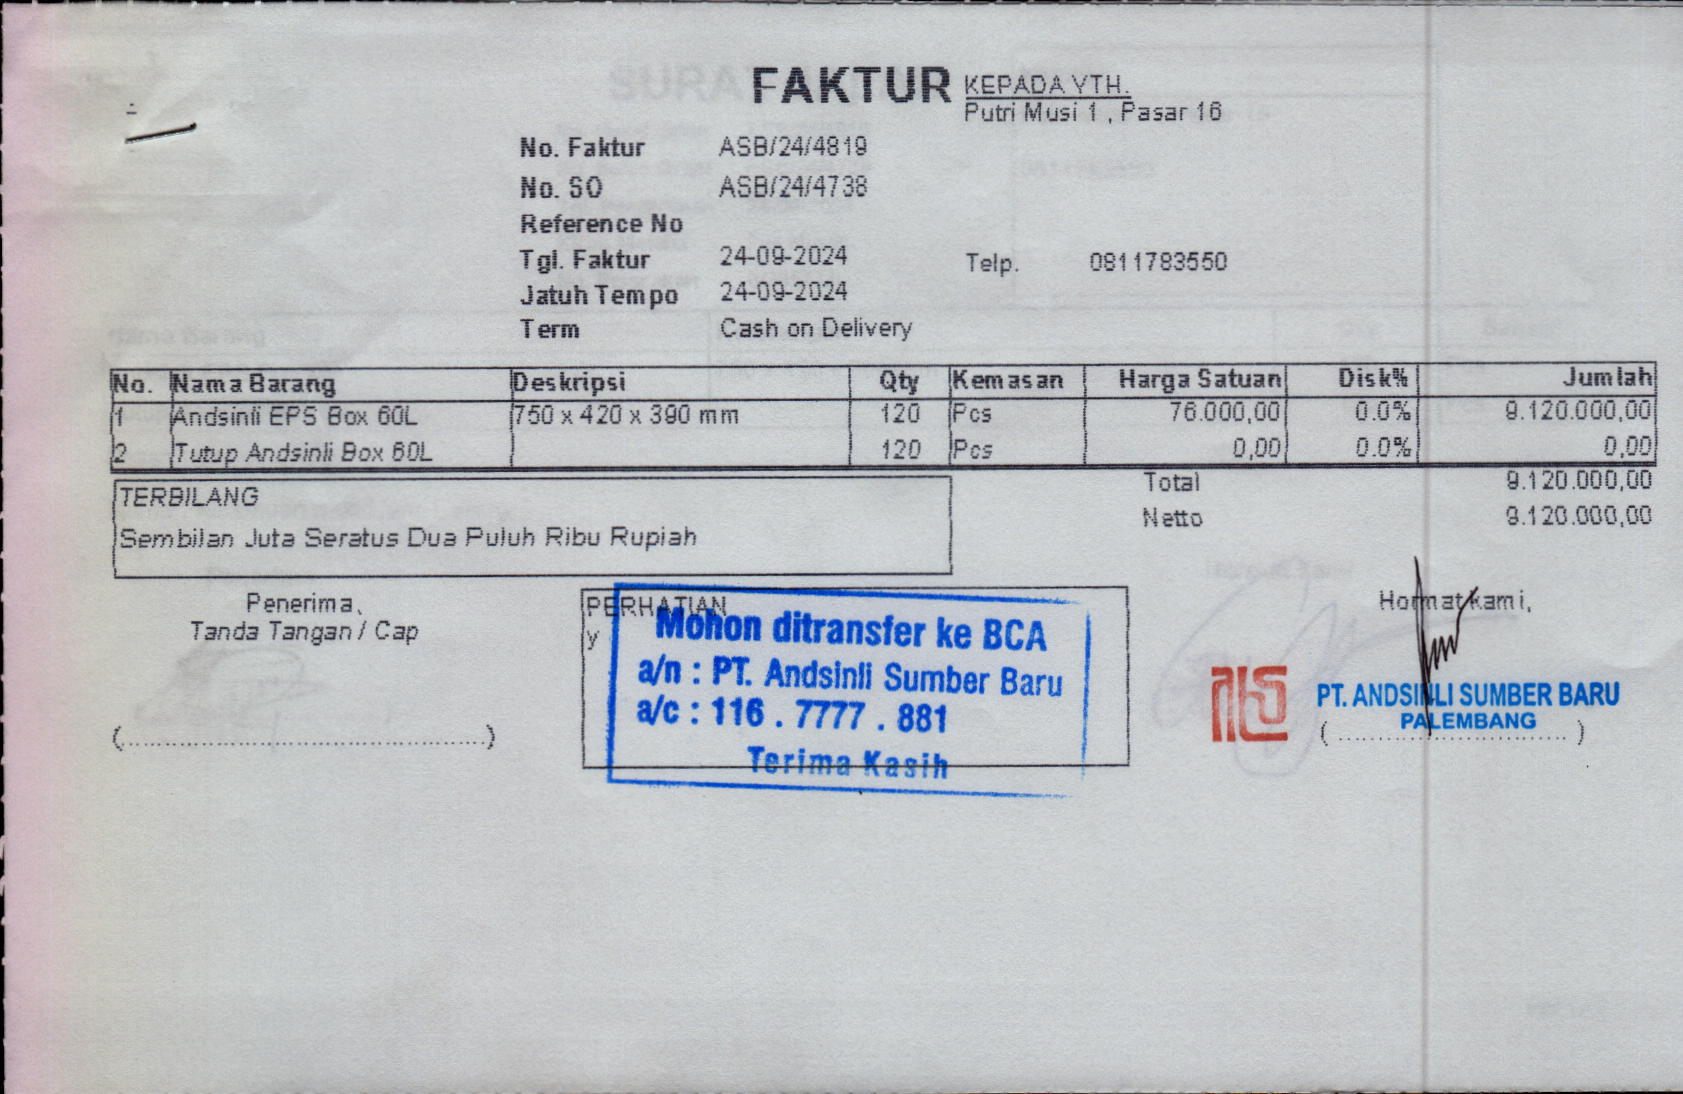 FAKTUR
KEPADA YTH.
Putri Musi 1 , Pasar 16
No. Faktur ASB/24/4819
No. SO ASB/24/4738
Reference No
Tgl. Faktur 24-09-2024 Telp. 0811783550
Jatuh Tempo 24-09-2024
Term Cash on Delivery
No. Nama Barang Deskripsi Qty Kemasan Harga Satuan Disk% Jumlah
1 Andsinli EPS Box 60L 750 x 420 x 390 mm 120 Pcs 76.000,00 0.0% 9.120.000,00
2 Tutup Andsinli Box 60L 120 Pcs 0,00 0.0% 0,00
TERBILANG
Sembilan Juta Seratus Dua Puluh Ribu Rupiah
Total 9.120.000,00
Netto 9.120.000,00
Penerima,
Tanda Tangan / Cap
(................................................)
PERHATIAN
y
Mohon ditransfer ke BCA
a/n : PT. Andsinli Sumber Baru
a/c : 116 . 7777 . 881
Terima Kasih
Hormat kami,
PT. ANDSINLI SUMBER BARU
PALEMBANG
( ............................. )